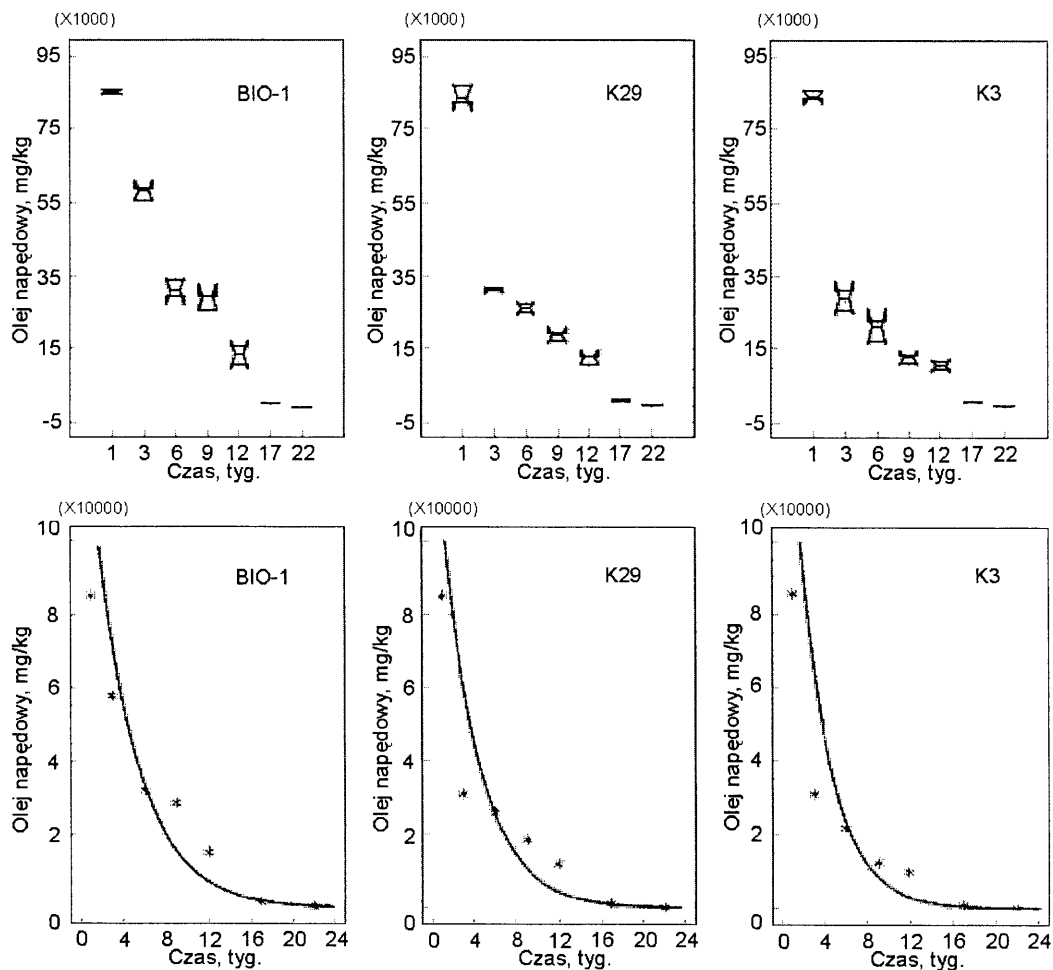 (X1000)
95
75
55
35
15
-5
Olej napędowy, mg/kg
BIO-1
1 3 6 9 12 17 22
Czas, tyg.
(X1000)
95
75
55
35
15
-5
Olej napędowy, mg/kg
K29
1 3 6 9 12 17 22
Czas, tyg.
(X1000)
95
75
55
35
15
-5
Olej napędowy, mg/kg
K3
1 3 6 9 12 17 22
Czas, tyg.
(X10000)
10
8
6
4
2
0
Olej napędowy, mg/kg
BIO-1
0 4 8 12 16 20 24
Czas, tyg.
(X10000)
10
8
6
4
2
0
Olej napędowy, mg/kg
K29
0 4 8 12 16 20 24
Czas, tyg.
(X10000)
10
8
6
4
2
0
Olej napędowy, mg/kg
K3
0 4 8 12 16 20 24
Czas, tyg.